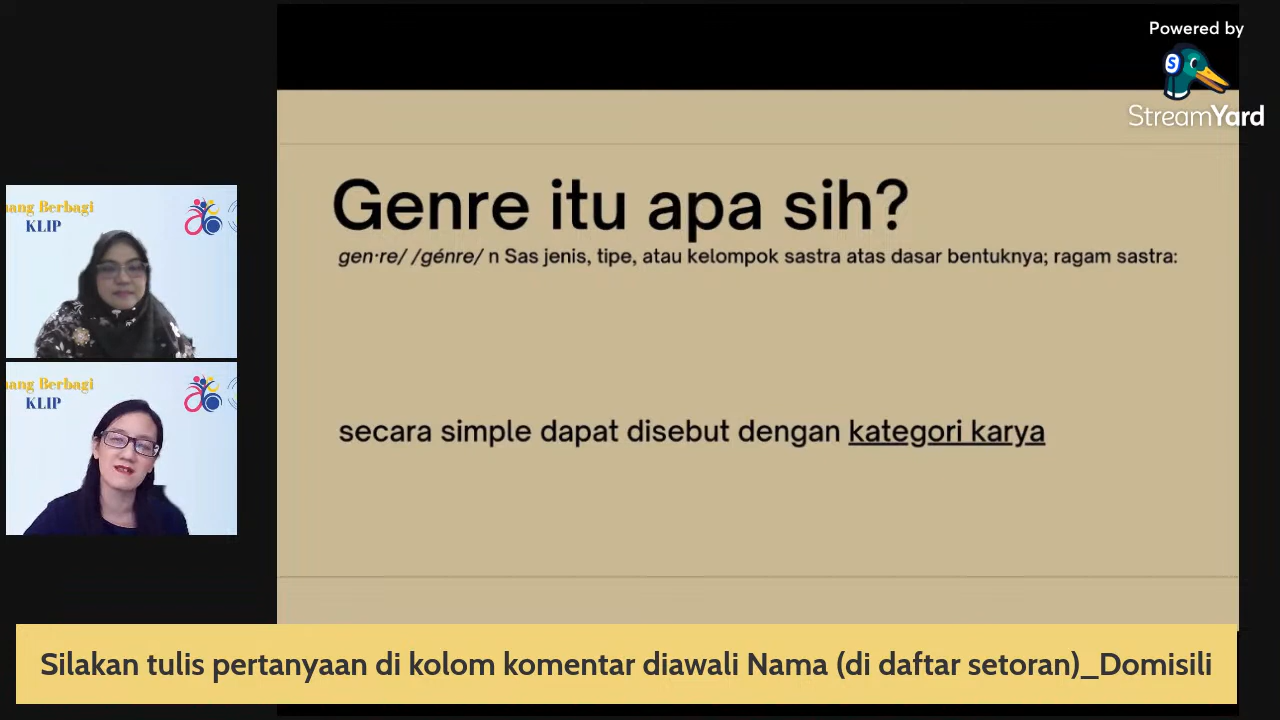 Powered by
StreamYard
Genre itu apa sih?
gen·re/ /génre/ n Sas jenis, tipe, atau kelompok sastra atas dasar bentuknya; ragam sastra:
secara simple dapat disebut dengan kategori karya
Berbagi
KLIP
Berbagi
KLIP
Silakan tulis pertanyaan di kolom komentar diawali Nama (di daftar setoran)_Domisili